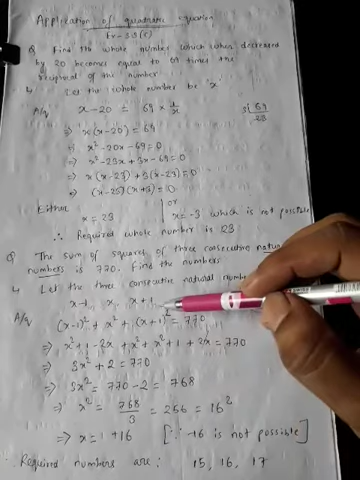 Application of quadratic equation
Ex-3.3(C)
Q Find the whole number which when decreased
by 20 becomes equal to 69 times the
reciprocal of the number
Let the whole number be 'x'
A/q x-20 = 69 × 1/x
3 | 69
23
⇒ x(x-20) = 69
⇒ x² - 20x - 69 = 0
⇒ x² - 23x + 3x - 69 = 0
⇒ x(x-23) + 3(x-23) = 0
⇒ (x-23)(x+3) = 0
Either | or
x = 23 | x = -3 which is not possible
∴ Required whole number is 23
Q The sum of squares of three consecutive
numbers is 770. Find the numbers
Let the three consecutive natural
x-1, x, x+1
A/q (x-1)² + x² + (x+1)² = 770
⇒ x² + 1 - 2x + x² + x² + 1 + 2x = 770
⇒ 3x² + 2 = 770
⇒ 3x² = 770 - 2 = 768
⇒ x² = 768/3 = 256 = 16²
⇒ x = +16 [∵ -16 is not possible]
Required numbers are : 15, 16, 17